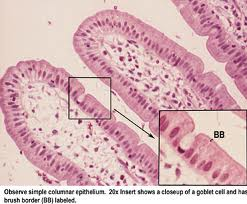 BB
Observe simple columnar epithelium. 20x Insert shows a closeup of a goblet cell and has
brush border (BB) labeled.